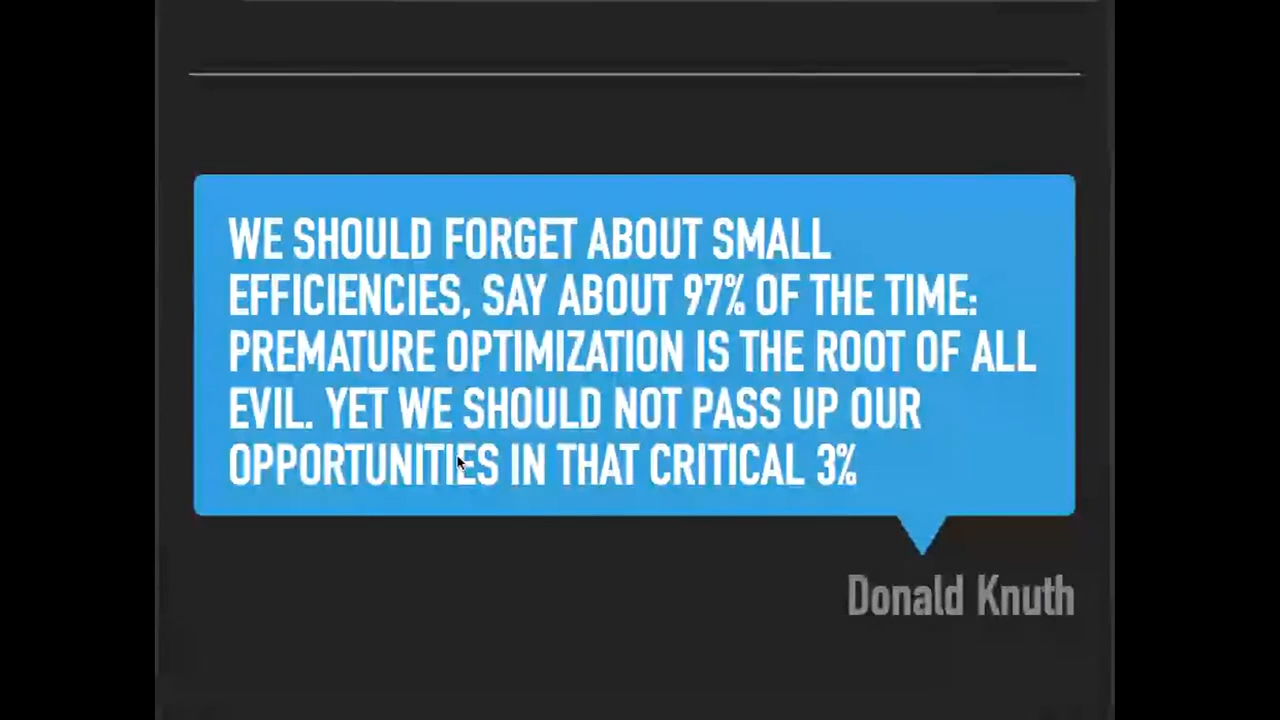 WE SHOULD FORGET ABOUT SMALL
EFFICIENCIES, SAY ABOUT 97% OF THE TIME:
PREMATURE OPTIMIZATION IS THE ROOT OF ALL
EVIL. YET WE SHOULD NOT PASS UP OUR
OPPORTUNITIES IN THAT CRITICAL 3%
Donald Knuth